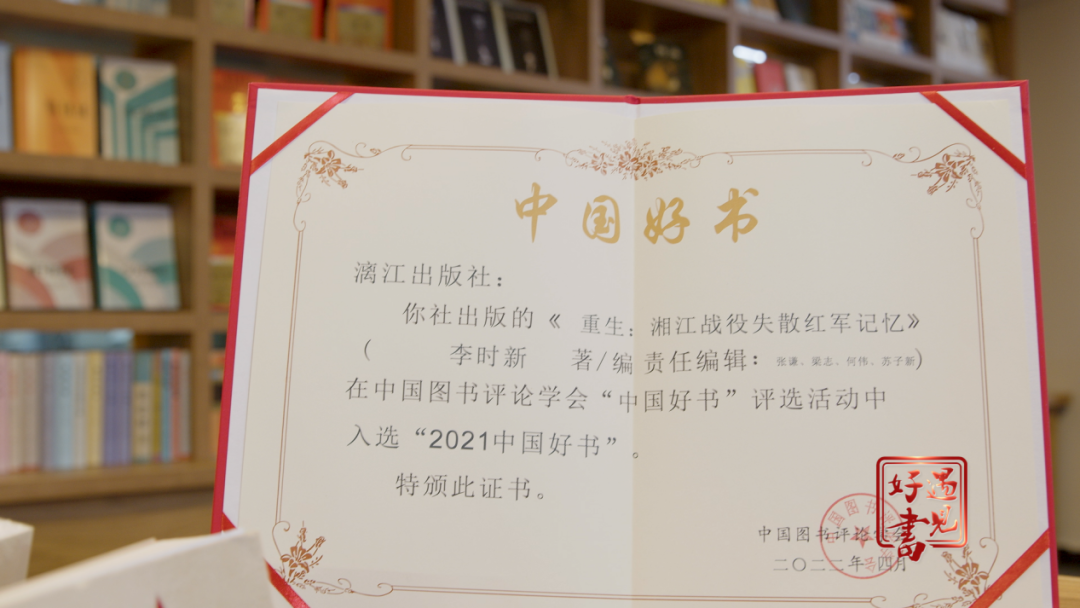 中国好书
漓江出版社：
你社出版的《 重生：湘江战役失散红军记忆》
（ 李时新 著/编 责任编辑：张谦、梁志、何伟、苏子新）
在中国图书评论学会“中国好书”评选活动中
入选“2021中国好书”。
特颁此证书。
中国图书评论学会
二〇二二年四月
遇见
好書